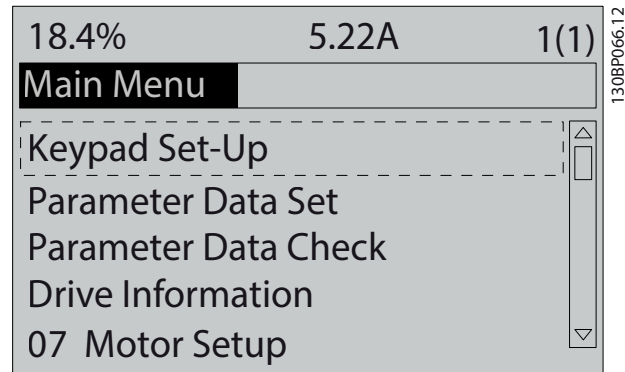 18.4% 5.22A 1(1)
Main Menu
Keypad Set-Up
Parameter Data Set
Parameter Data Check
Drive Information
07 Motor Setup
130BP066.12